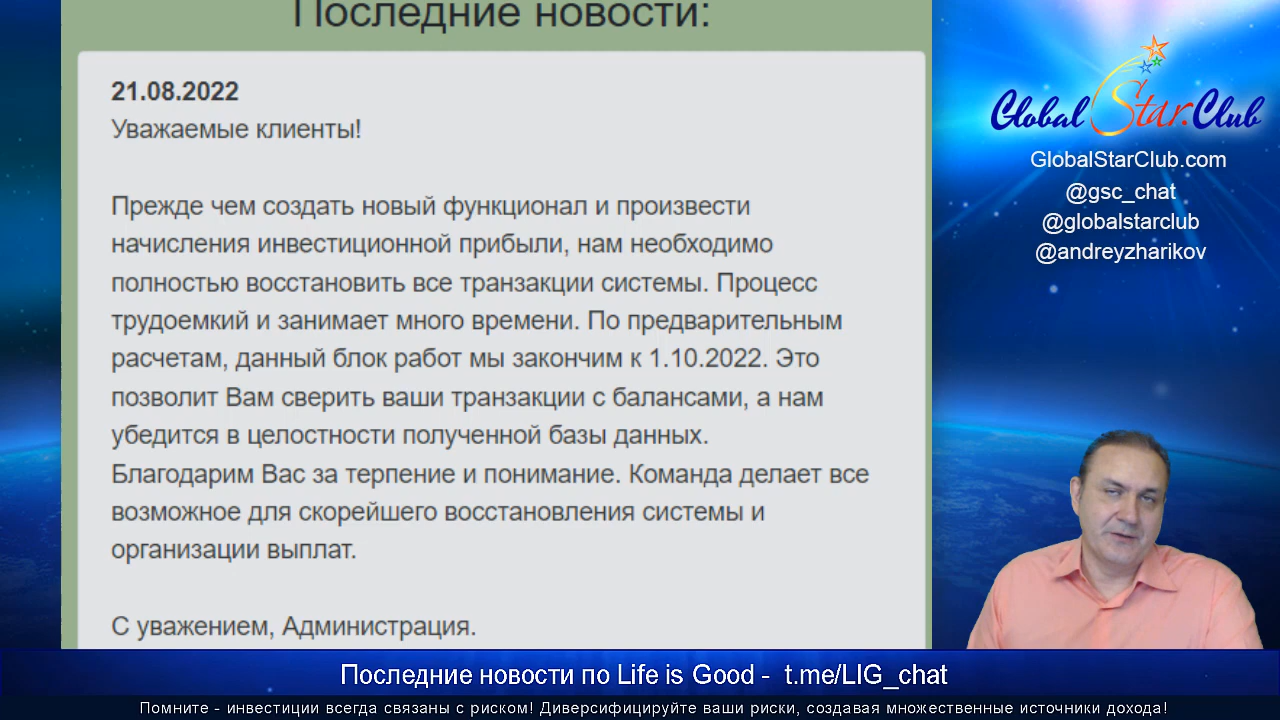 Последние новости:
21.08.2022
Уважаемые клиенты!
Прежде чем создать новый функционал и произвести
начисления инвестиционной прибыли, нам необходимо
полностью восстановить все транзакции системы. Процесс
трудоемкий и занимает много времени. По предварительным
расчетам, данный блок работ мы закончим к 1.10.2022. Это
позволит Вам сверить ваши транзакции с балансами, а нам
убедится в целостности полученной базы данных.
Благодарим Вас за терпение и понимание. Команда делает все
возможное для скорейшего восстановления системы и
организации выплат.
С уважением, Администрация.
Global Star Club
GlobalStarClub.com
@gsc_chat
@globalstarclub
@andreyzharikov
Последние новости по Life is Good - t.me/LIG_chat
Помните - инвестиции всегда связаны с риском! Диверсифицируйте ваши риски, создавая множественные источники дохода!